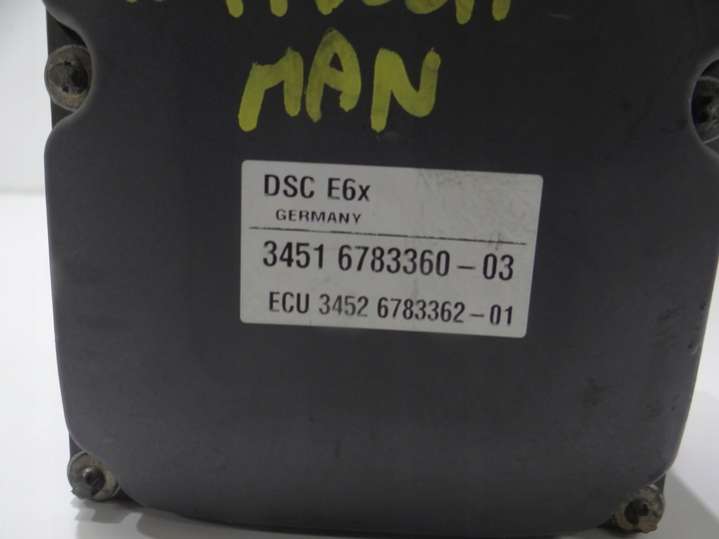 MAN
DSC E6x
GERMANY
3451 6783360-03
ECU 3452 6783362-01